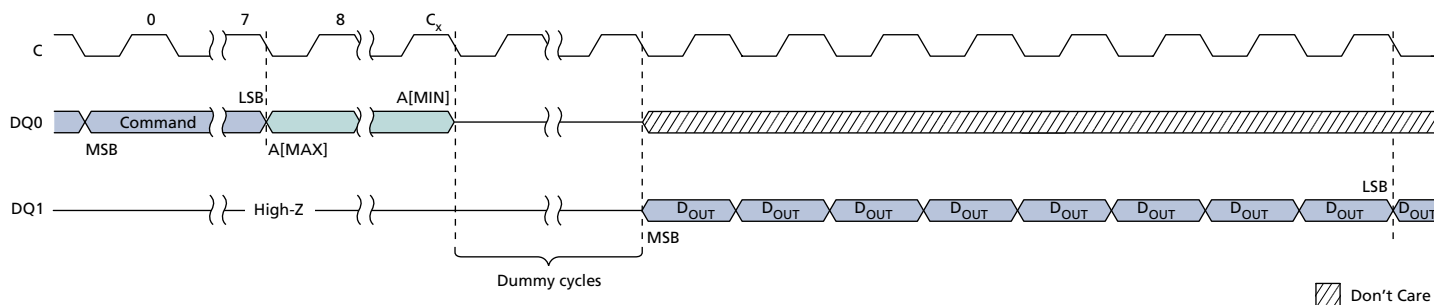 0 7 8 Cx
C
LSB A[MIN]
DQ0 Command
MSB A[MAX]
LSB
DQ1 High-Z DOUT DOUT DOUT DOUT DOUT DOUT DOUT DOUT DOUT
MSB
Dummy cycles
Don't Care